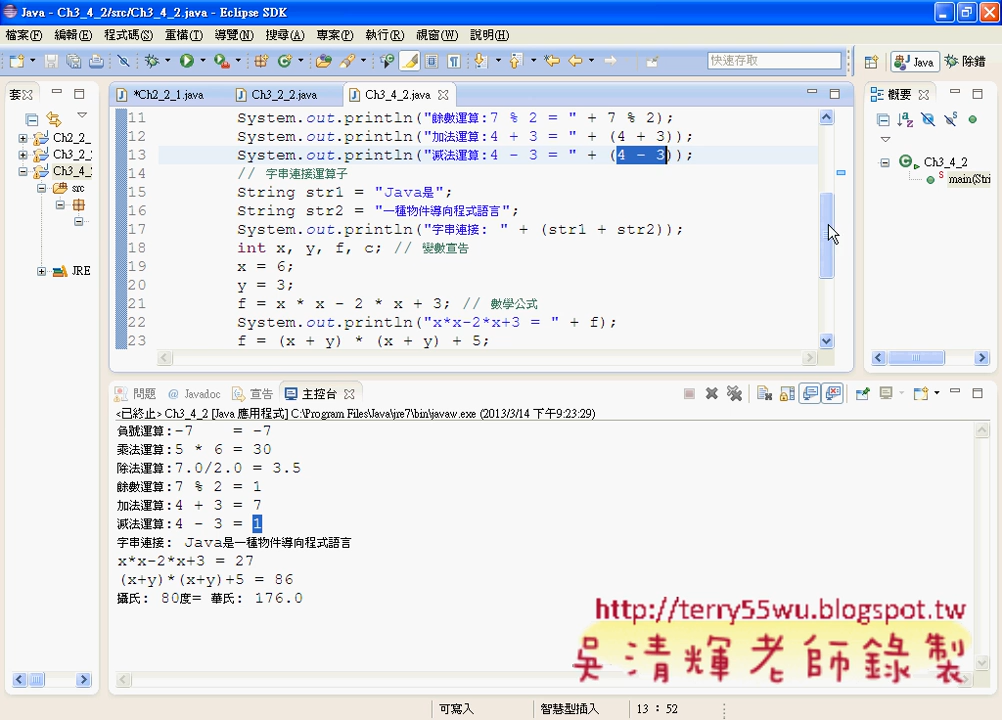 Java - Ch3_4_2/src/Ch3_4_2.java - Eclipse SDK
檔案(F) 編輯(E) 程式碼(S) 重構(T) 導覽(N) 搜尋(A) 專案(P) 執行(R) 視窗(W) 說明(H)
快速存取 Java 除錯
套 *Ch2_2_1.java Ch3_2_2.java Ch3_4_2.java 概要
11 System.out.println("餘數運算:7 % 2 = " + 7 % 2);
12 System.out.println("加法運算:4 + 3 = " + (4 + 3));
13 System.out.println("減法運算:4 - 3 = " + (4 - 3));
14 // 字串連接運算子
15 String str1 = "Java是";
16 String str2 = "一種物件導向程式語言";
17 System.out.println("字串連接: " + (str1 + str2));
18 int x, y, f, c; // 變數宣告
19 x = 6;
20 y = 3;
21 f = x * x - 2 * x + 3; // 數學公式
22 System.out.println("x*x-2*x+3 = " + f);
23 f = (x + y) * (x + y) + 5;
Ch2_2_
Ch3_2_
Ch3_4_
src
JRE
Ch3_4_2
main(Stri
問題 @ Javadoc 宣告 主控台
<已終止> Ch3_4_2 [Java 應用程式] C:\Program Files\Java\jre7\bin\javaw.exe (2013/3/14 下午9:23:29)
負號運算:-7 = -7
乘法運算:5 * 6 = 30
除法運算:7.0/2.0 = 3.5
餘數運算:7 % 2 = 1
加法運算:4 + 3 = 7
減法運算:4 - 3 = 1
字串連接: Java是一種物件導向程式語言
x*x-2*x+3 = 27
(x+y)*(x+y)+5 = 86
攝氏: 80度= 華氏: 176.0
http://terry55wu.blogspot.tw
吳清輝老師錄製
可寫入 智慧型插入 13 : 52